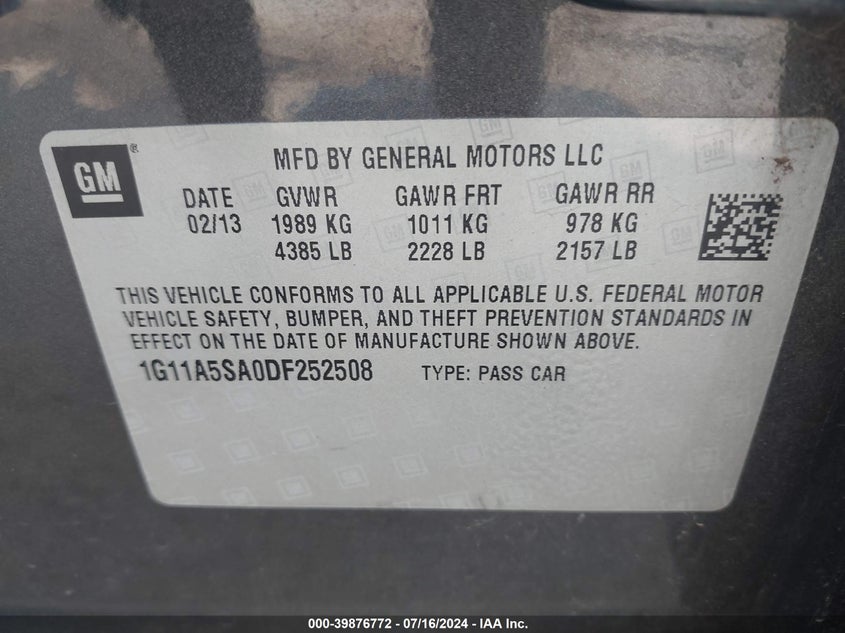 GM®
MFD BY GENERAL MOTORS LLC
DATE GVWR GAWR FRT GAWR RR
02/13 1989 KG 1011 KG 978 KG
4385 LB 2228 LB 2157 LB
THIS VEHICLE CONFORMS TO ALL APPLICABLE U.S. FEDERAL MOTOR
VEHICLE SAFETY, BUMPER, AND THEFT PREVENTION STANDARDS IN
EFFECT ON THE DATE OF MANUFACTURE SHOWN ABOVE.
1G11A5SA0DF252508 TYPE: PASS CAR
000-39876772 - 07/16/2024 - IAA Inc.